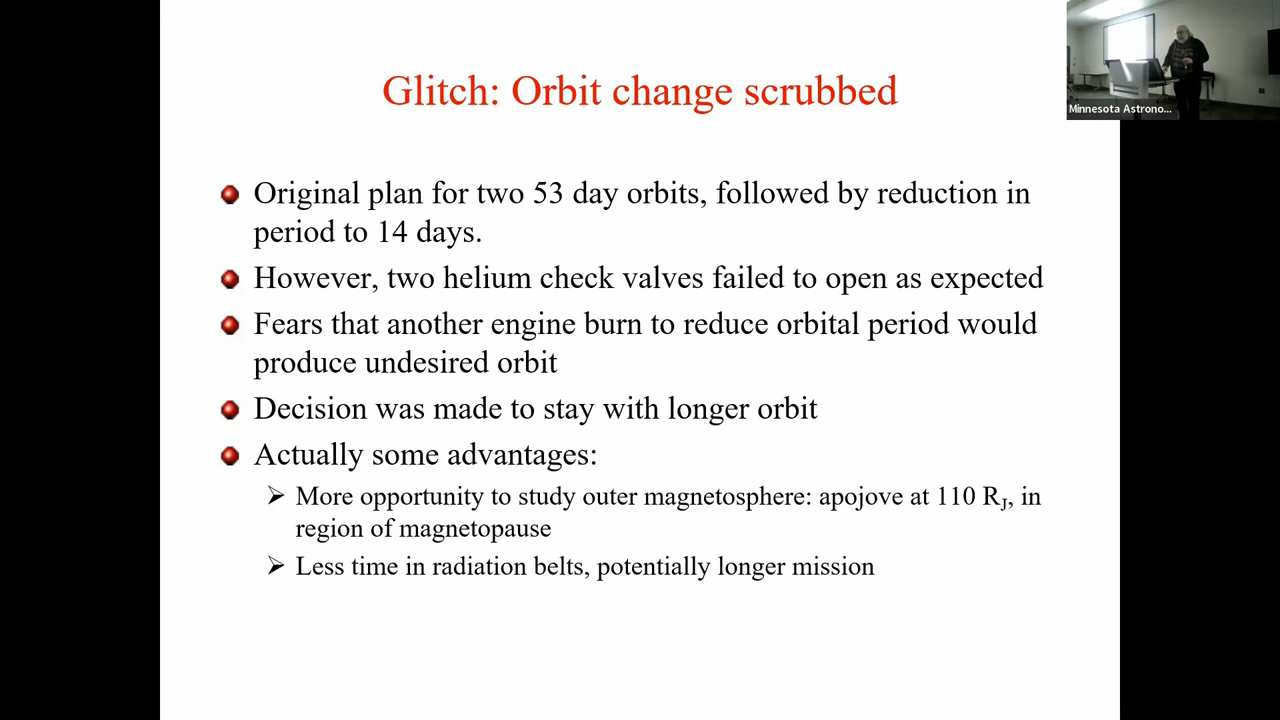 Glitch: Orbit change scrubbed
Minnesota Astrono...
Original plan for two 53 day orbits, followed by reduction in
period to 14 days.
However, two helium check valves failed to open as expected
Fears that another engine burn to reduce orbital period would
produce undesired orbit
Decision was made to stay with longer orbit
Actually some advantages:
More opportunity to study outer magnetosphere: apojove at 110 RJ, in
region of magnetopause
Less time in radiation belts, potentially longer mission